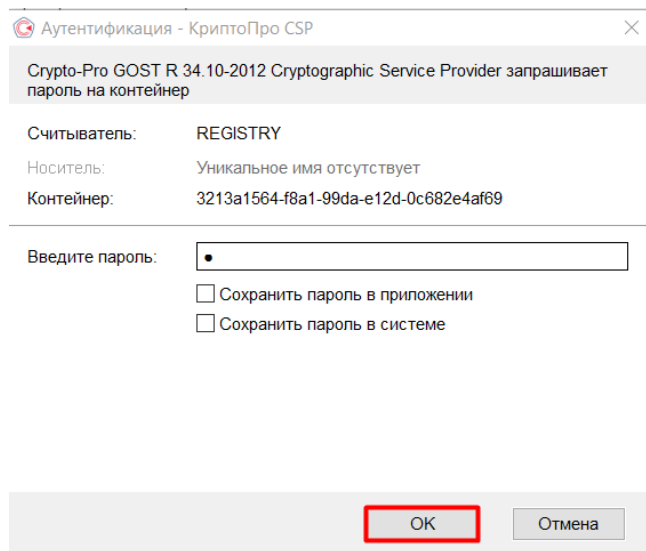 Аутентификация - КриптоПро CSP
Crypto-Pro GOST R 34.10-2012 Cryptographic Service Provider запрашивает
пароль на контейнер
Считыватель: REGISTRY
Носитель: Уникальное имя отсутствует
Контейнер: 3213a1564-f8a1-99da-e12d-0c682e4af69
Введите пароль: ●
Сохранить пароль в приложении
Сохранить пароль в системе
OK Отмена